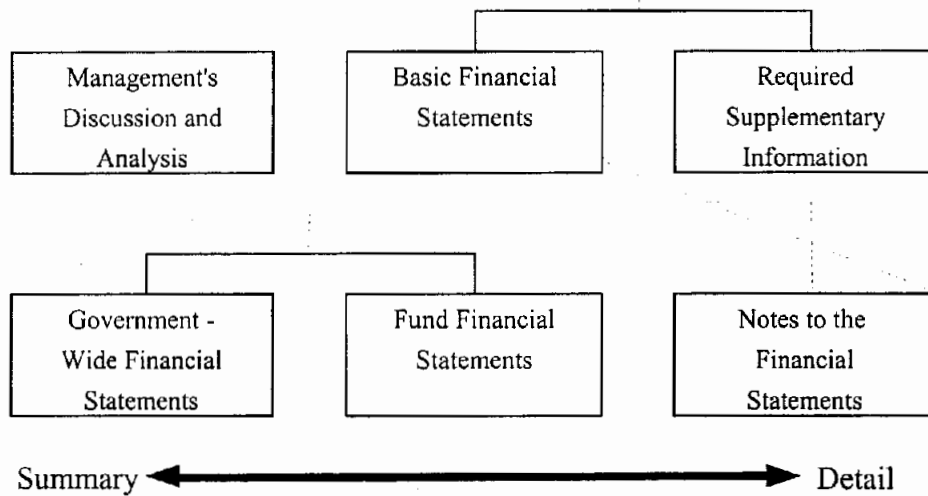 Management's
Discussion and
Analysis
Basic Financial
Statements
Required
Supplementary
Information
Government -
Wide Financial
Statements
Fund Financial
Statements
Notes to the
Financial
Statements
Summary
Detail